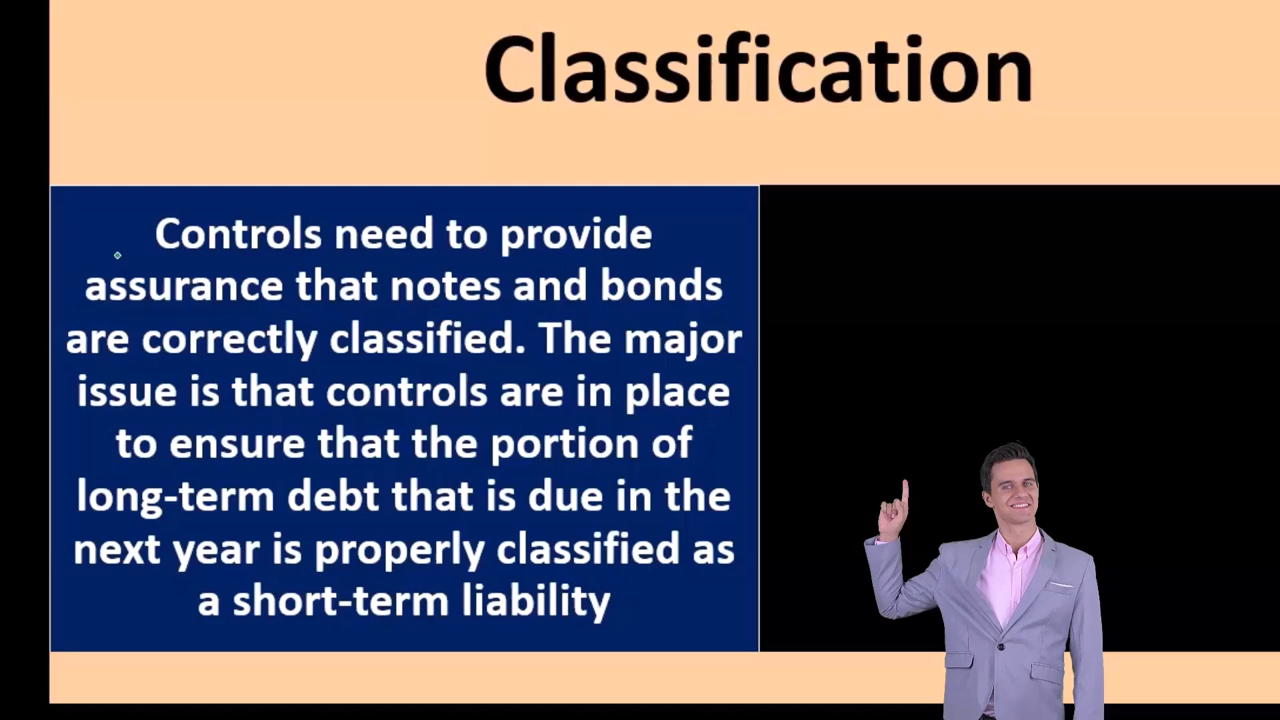 Classification
Controls need to provide
assurance that notes and bonds
are correctly classified. The major
issue is that controls are in place
to ensure that the portion of
long-term debt that is due in the
next year is properly classified as
a short-term liability